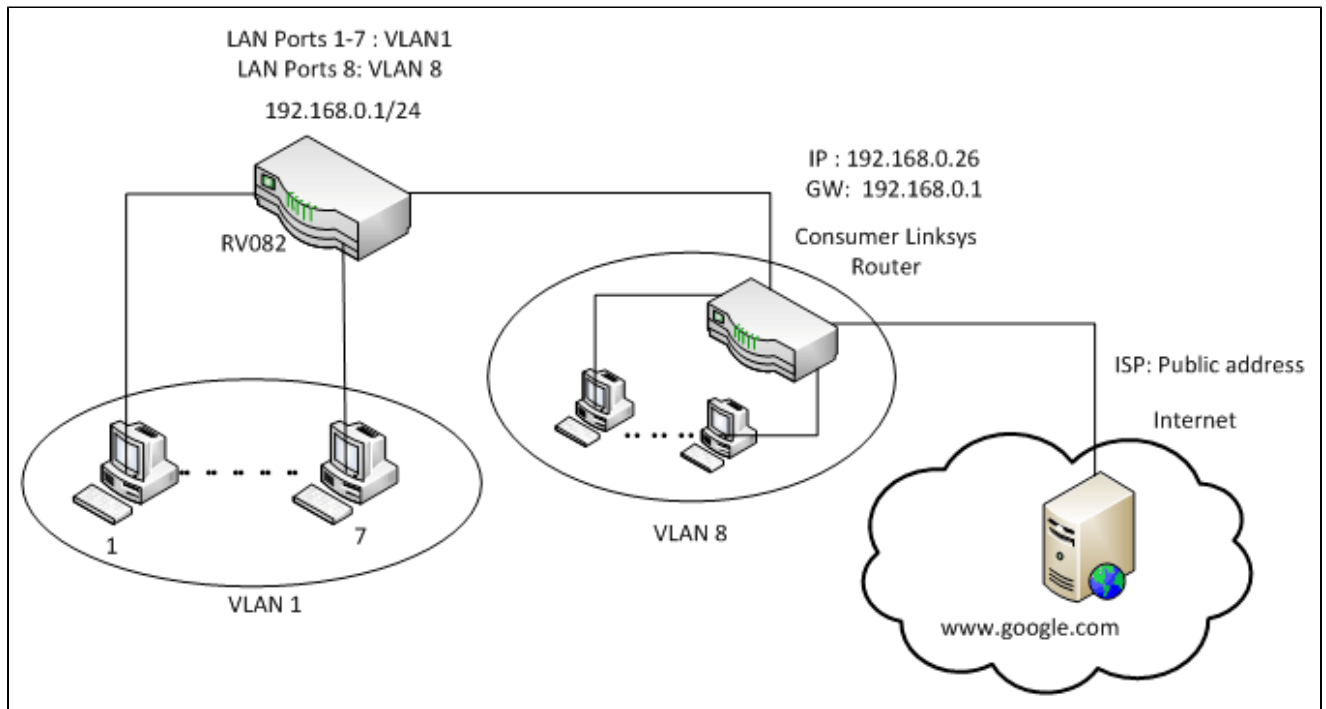 LAN Ports 1-7 : VLAN1
LAN Ports 8: VLAN 8
192.168.0.1/24
RV082
IP : 192.168.0.26
GW: 192.168.0.1
Consumer Linksys
Router
ISP: Public address
Internet
1
7
VLAN 1
VLAN 8
www.google.com